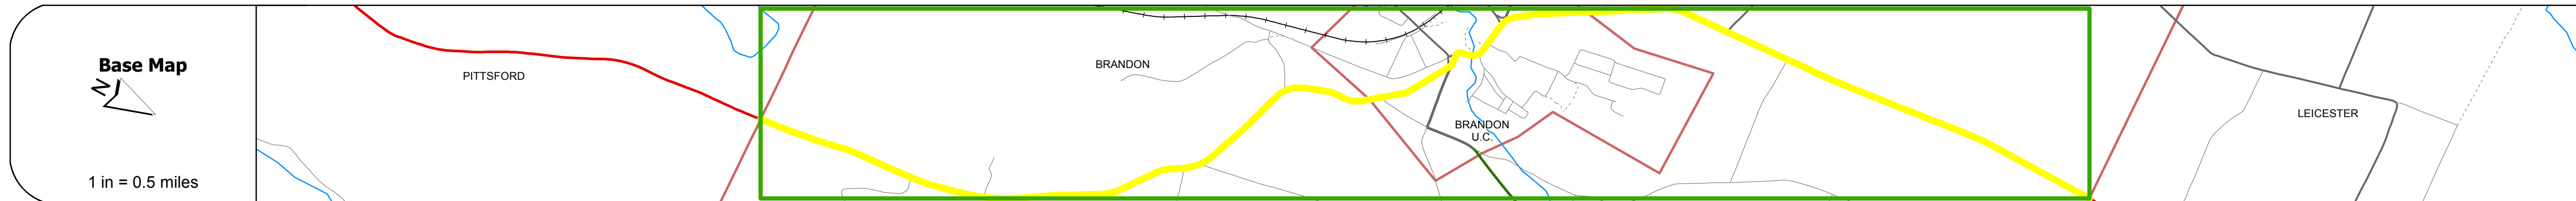 Base Map
N
1 in = 0.5 miles
PITTSFORD
BRANDON
BRANDON
U.C.
LEICESTER